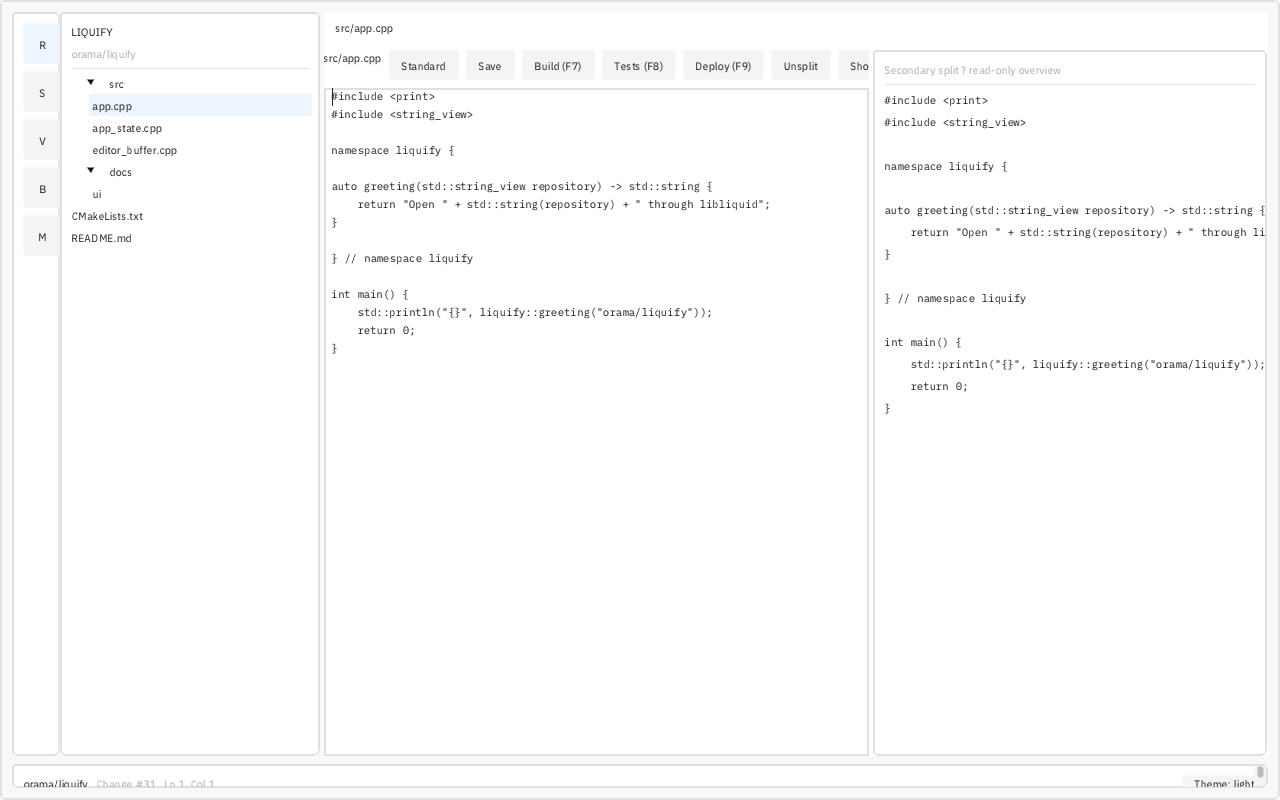 R
S
V
B
M
LIQUIFY
orama/liquify
src
app.cpp
app_state.cpp
editor_buffer.cpp
docs
ui
CMakeLists.txt
README.md
src/app.cpp
src/app.cpp Standard Save Build (F7) Tests (F8) Deploy (F9) Unsplit Sho
#include <print>
#include <string_view>
namespace liquify {
auto greeting(std::string_view repository) -> std::string {
    return "Open " + std::string(repository) + " through libliquid";
}
} // namespace liquify
int main() {
    std::println("{}", liquify::greeting("orama/liquify"));
    return 0;
}
Secondary split ? read-only overview
#include <print>
#include <string_view>
namespace liquify {
auto greeting(std::string_view repository) -> std::string {
    return "Open " + std::string(repository) + " through li
}
} // namespace liquify
int main() {
    std::println("{}", liquify::greeting("orama/liquify"));
    return 0;
}
orama/liquify Change #31 Ln 1, Col 1 Theme: light